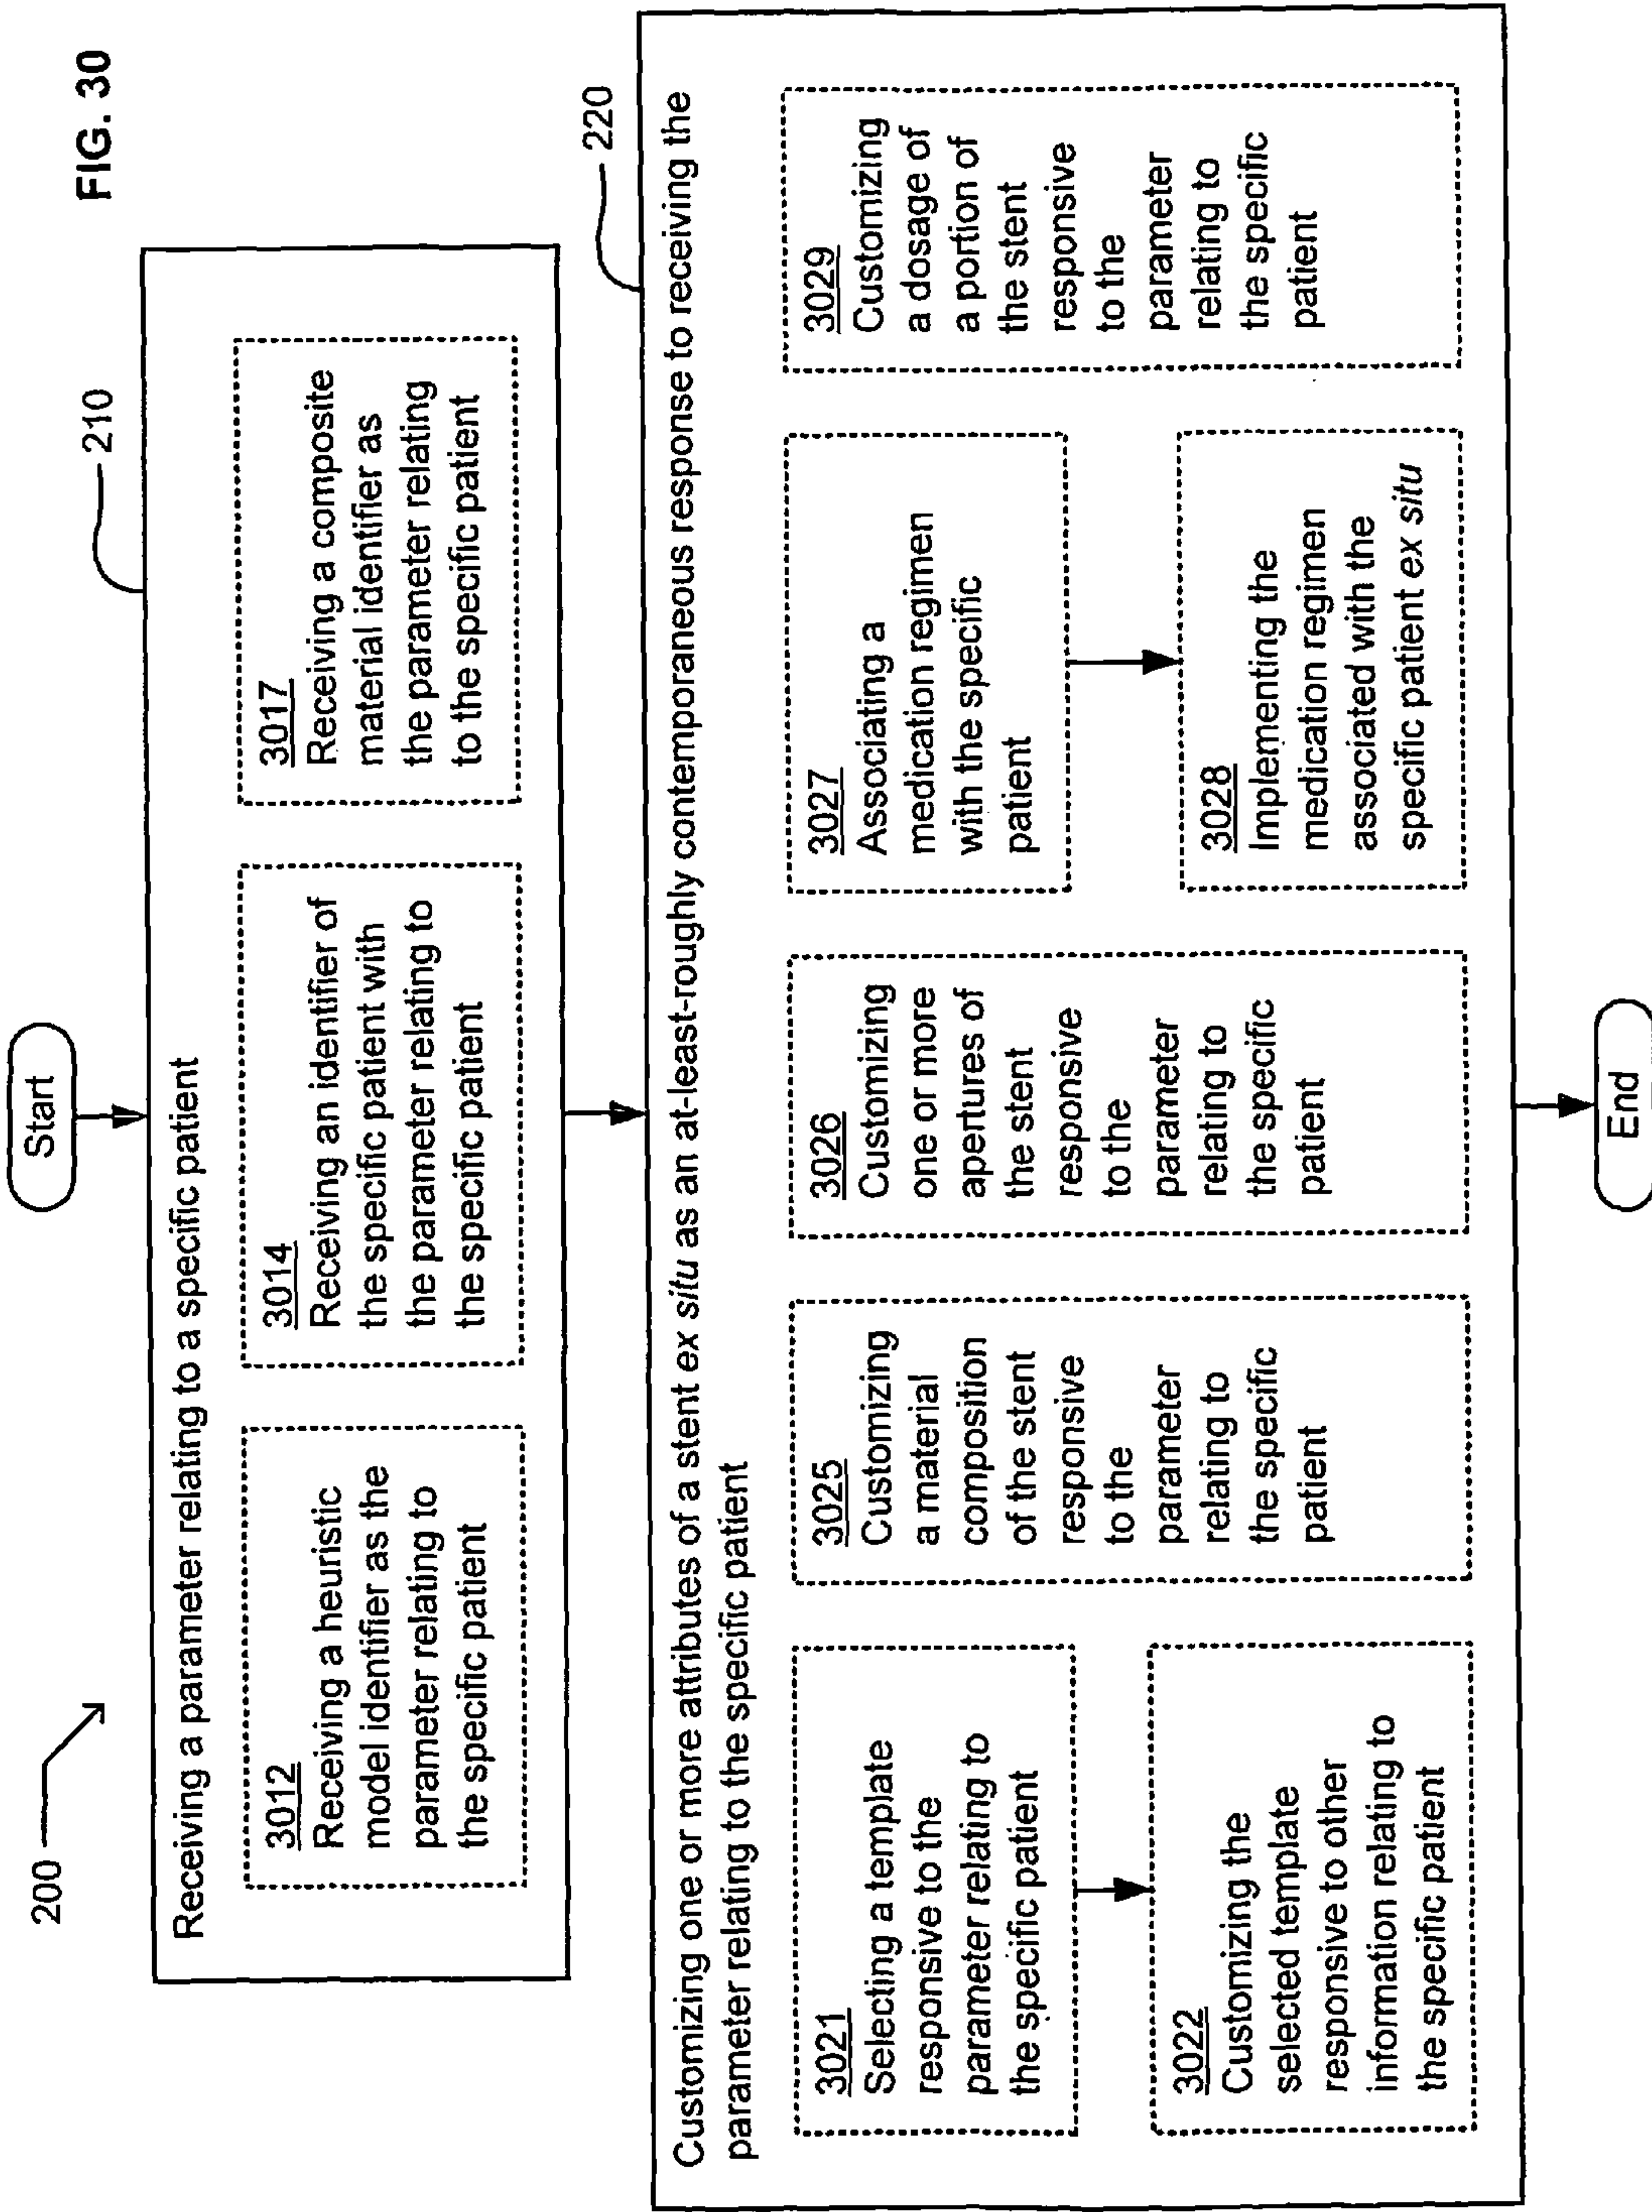 FIG. 30
200
Start
210
Receiving a parameter relating to a specific patient
3012
Receiving a heuristic
model identifier as the
parameter relating to
the specific patient
3014
Receiving an identifier of
the specific patient with
the parameter relating to
the specific patient
3017
Receiving a composite
material identifier as
the parameter relating
to the specific patient
220
Customizing one or more attributes of a stent ex situ as an at-least-roughly contemporaneous response to receiving the
parameter relating to the specific patient
3021
Selecting a template
responsive to the
parameter relating to
the specific patient
3022
Customizing the
selected template
responsive to other
information relating to
the specific patient
3025
Customizing
a material
composition
of the stent
responsive
to the
parameter
relating to
the specific
patient
3026
Customizing
one or more
apertures of
the stent
responsive
to the
parameter
relating to
the specific
patient
3027
Associating a
medication regimen
with the specific
patient
3028
Implementing the
medication regimen
associated with the
specific patient ex situ
3029
Customizing
a dosage of
a portion of
the stent
responsive
to the
parameter
relating to
the specific
patient
End